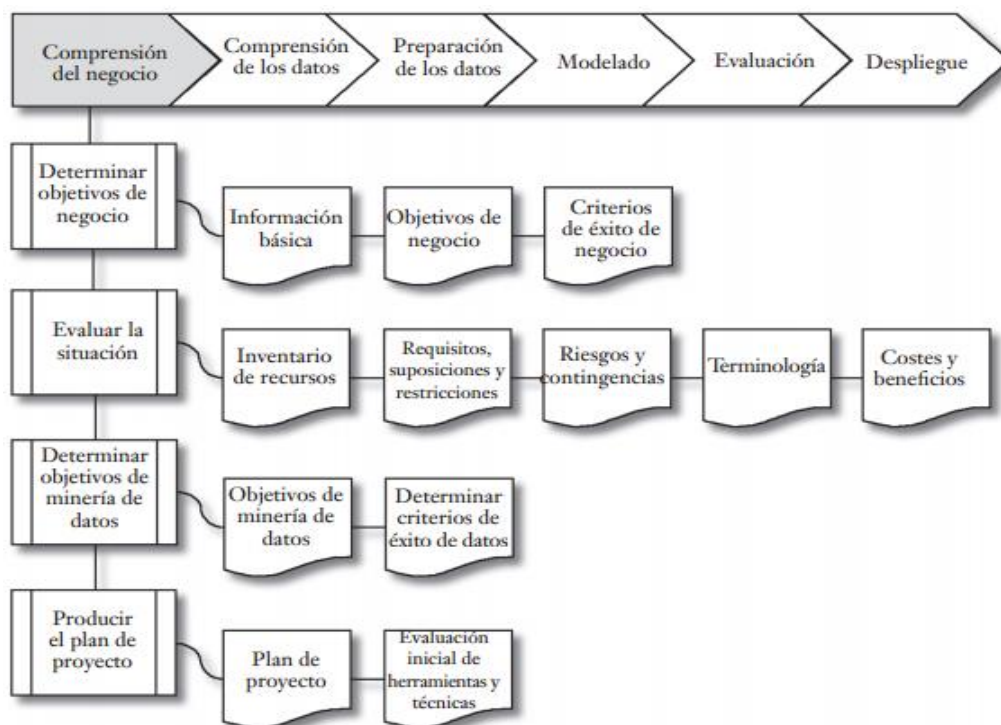 Comprensión
del negocio
Comprensión
de los datos
Preparación
de los datos
Modelado
Evaluación
Despliegue
Determinar
objetivos de
negocio
Información
básica
Objetivos de
negocio
Criterios
de éxito de
negocio
Evaluar la
situación
Inventario
de recursos
Requisitos,
suposiciones y
restricciones
Riesgos y
contingencias
Terminología
Costes y
beneficios
Determinar
objetivos de
minería de
datos
Objetivos de
minería de
datos
Determinar
criterios de
éxito de datos
Producir
el plan de
proyecto
Plan de
proyecto
Evaluación
inicial de
herramientas y
técnicas